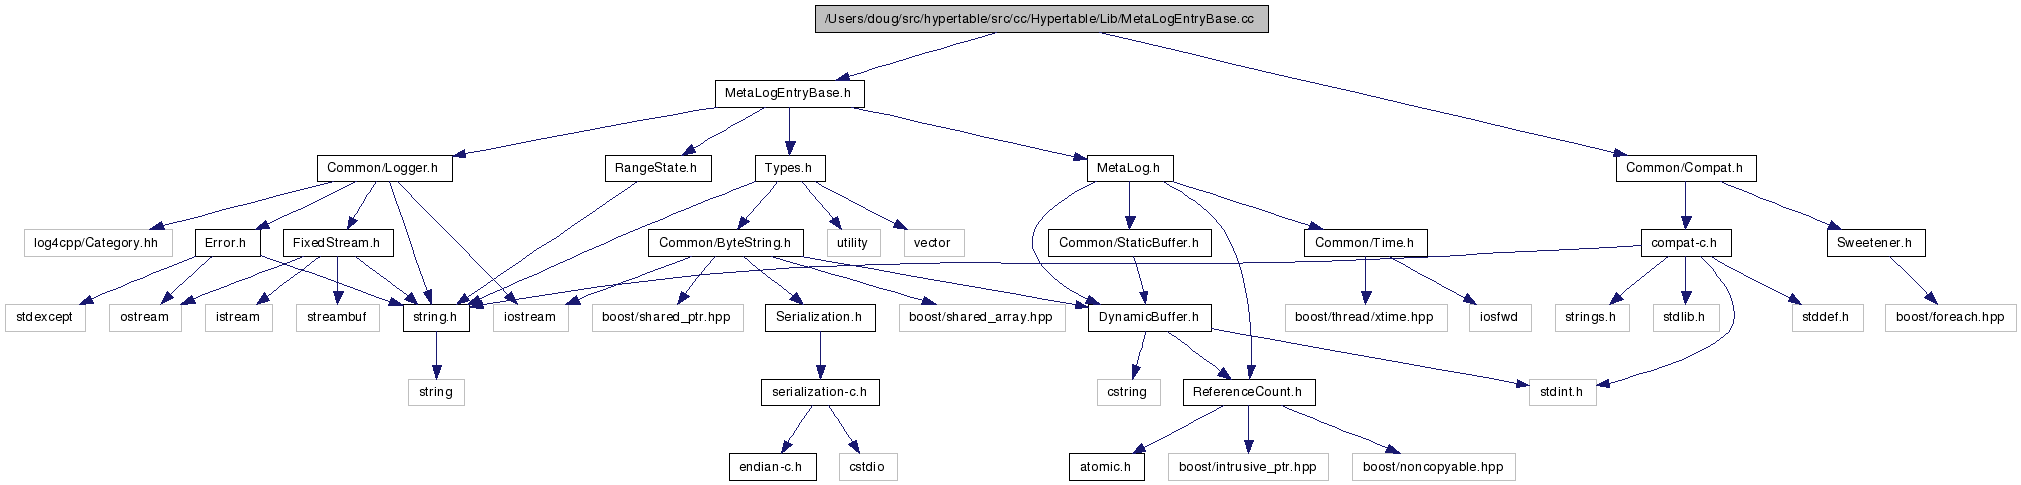 /Users/doug/src/hypertable/src/cc/Hypertable/Lib/MetaLogEntryBase.cc
MetaLogEntryBase.h
Common/Logger.h
RangeState.h
Types.h
MetaLog.h
Common/Compat.h
log4cpp/Category.hh
Error.h
FixedStream.h
Common/ByteString.h
utility
vector
Common/StaticBuffer.h
Common/Time.h
compat-c.h
Sweetener.h
stdexcept
ostream
istream
streambuf
string.h
iostream
boost/shared_ptr.hpp
Serialization.h
boost/shared_array.hpp
DynamicBuffer.h
boost/thread/xtime.hpp
iosfwd
strings.h
stdlib.h
stddef.h
boost/foreach.hpp
string
serialization-c.h
cstring
ReferenceCount.h
stdint.h
endian-c.h
cstdio
atomic.h
boost/intrusive_ptr.hpp
boost/noncopyable.hpp